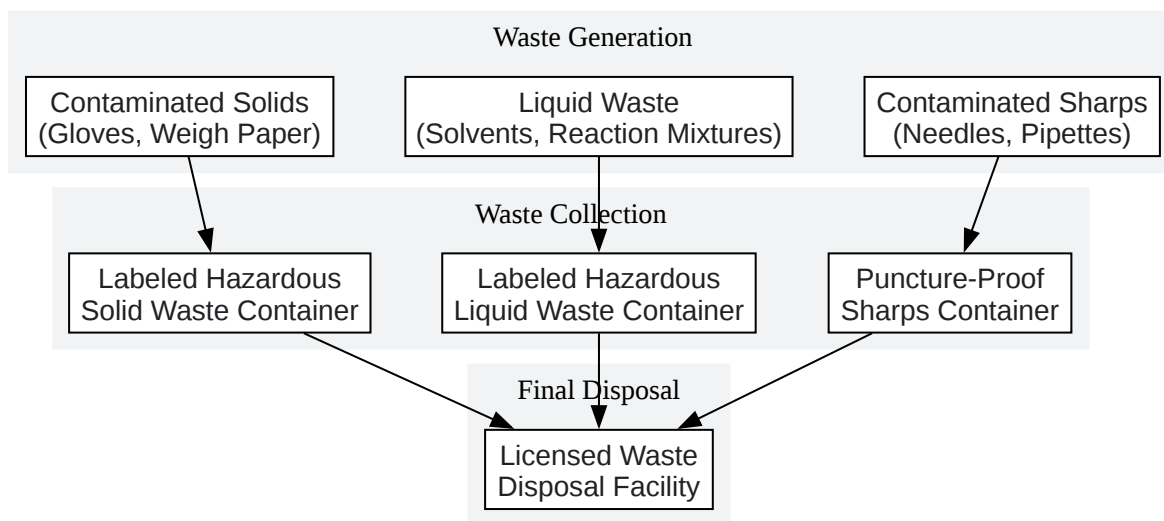 Waste Generation
Contaminated Solids
(Gloves, Weigh Paper)
Liquid Waste
(Solvents, Reaction Mixtures)
Contaminated Sharps
(Needles, Pipettes)
Waste Collection
Labeled Hazardous
Solid Waste Container
Labeled Hazardous
Liquid Waste Container
Puncture-Proof
Sharps Container
Final Disposal
Licensed Waste
Disposal Facility